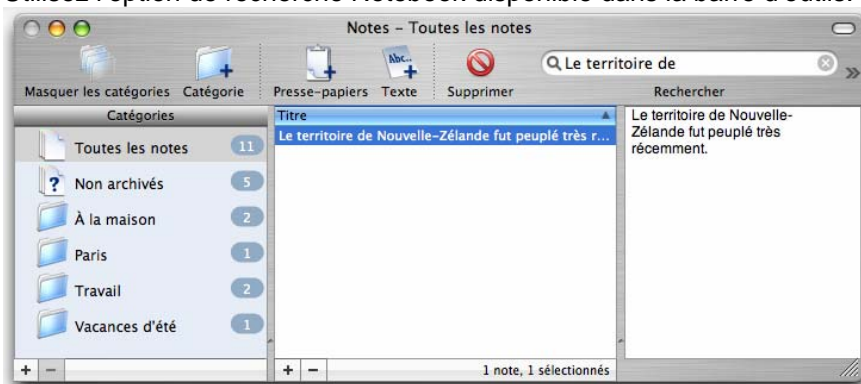 Utilisez l'option de recherche Notebook disponible dans la barre d'outils.
Notes - Toutes les notes
Abc...
Le territoire de
Masquer les catégories Catégorie Presse-papiers Texte Supprimer Rechercher
Catégories
Toutes les notes 11
? Non archivés 5
À la maison 2
Paris 1
Travail 2
Vacances d'été 1
Titre
Le territoire de Nouvelle-Zélande fut peuplé très r...
1 note, 1 sélectionnés
Le territoire de Nouvelle-
Zélande fut peuplé très
récemment.